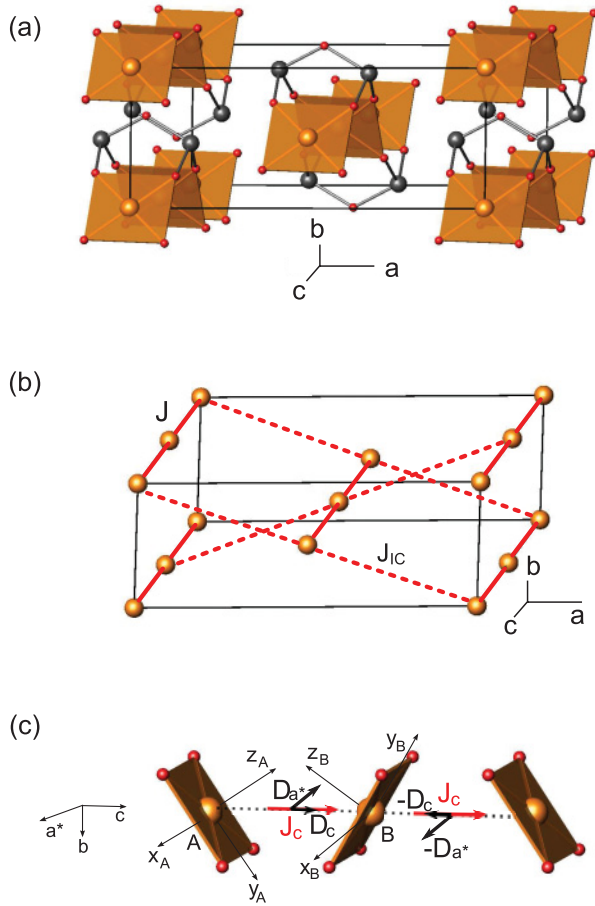 (a)
b
a
c
(b)
J
J_IC
b
a
c
(c)
y_B
z_A
z_B
D_a*
-D_c
J_c
c
a*
b
J_c
D_c
A
B
-D_a*
x_A
x_B
y_A